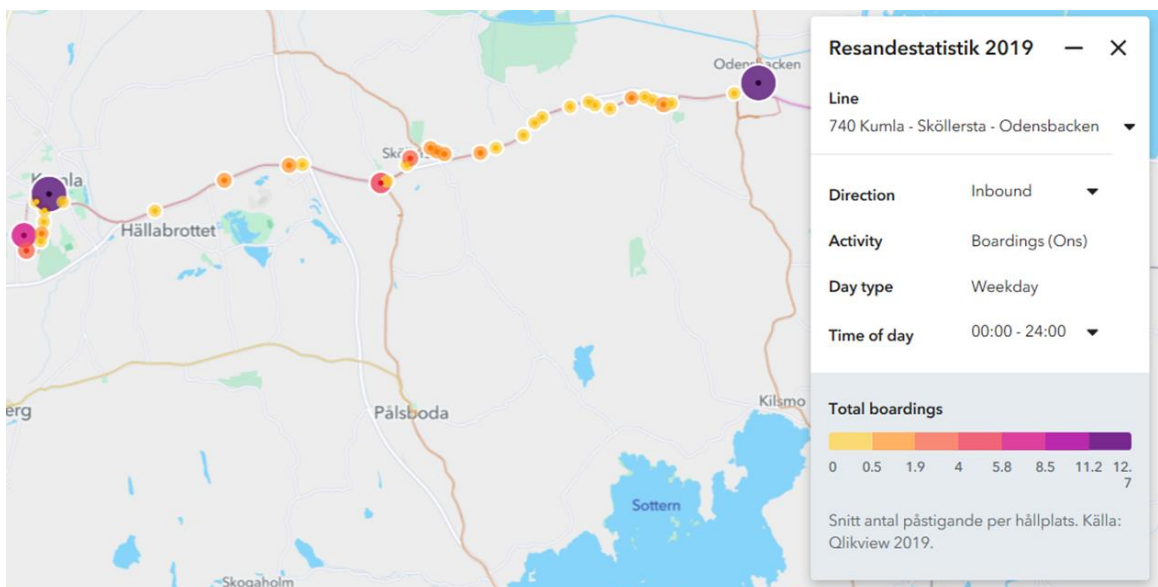 Odensbacken
Kumla
Hällabrottet
Pålsboda
Kilsmo
Sottern
Skogaholm
Resandestatistik 2019
Line
740 Kumla - Sköllersta - Odensbacken
Direction Inbound
Activity Boardings (Ons)
Day type Weekday
Time of day 00:00 - 24:00
Total boardings
0 0.5 1.9 4 5.8 8.5 11.2 12.
7
Snitt antal påstigande per hållplats. Källa:
Qlikview 2019.